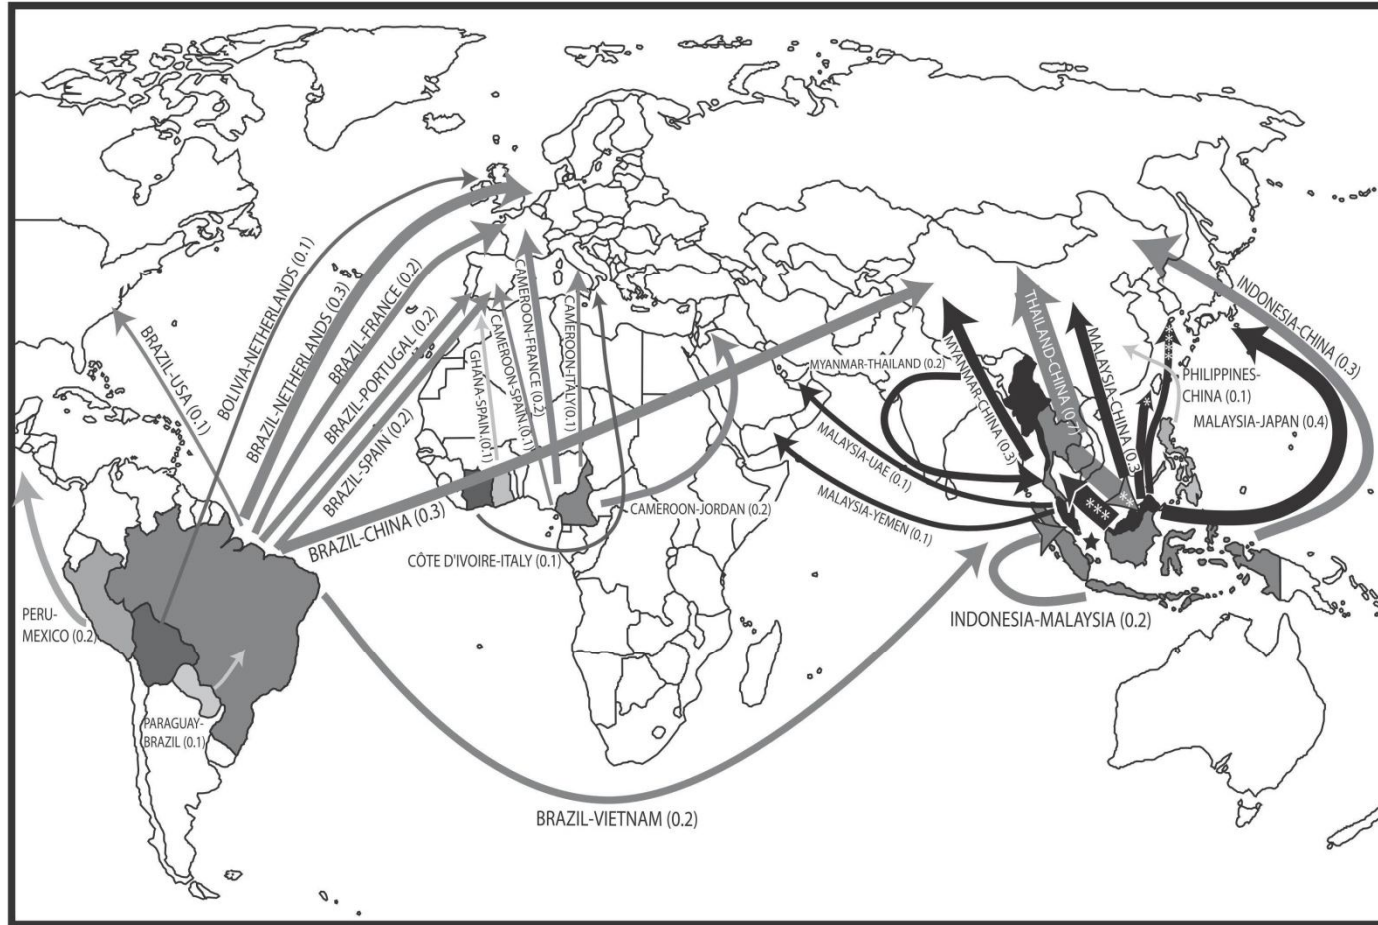 BRAZIL-USA (0.1)
BOLIVIA-NETHERLANDS (0.1)
BRAZIL-NETHERLANDS (0.3)
BRAZIL-FRANCE (0.2)
BRAZIL-PORTUGAL (0.2)
BRAZIL-SPAIN (0.2)
GHANA-SPAIN (0.1)
CAMEROON-SPAIN (0.1)
CAMEROON-FRANCE (0.2)
CAMEROON-ITALY (0.1)
BRAZIL-CHINA (0.3)
CÔTE D'IVOIRE-ITALY (0.1)
CAMEROON-JORDAN (0.2)
MYANMAR-THAILAND (0.2)
MYANMAR-CHINA (0.3)
THAILAND-CHINA (0.7)
MALAYSIA-CHINA (0.3
****
*
**
***
INDONESIA-CHINA (0.3)
PHILIPPINES-
CHINA (0.1)
MALAYSIA-JAPAN (0.4)
MALAYSIA-UAE (0.1)
MALAYSIA-YEMEN (0.1)
INDONESIA-MALAYSIA (0.2)
PERU-
MEXICO (0.2)
PARAGUAY-
BRAZIL (0.1)
BRAZIL-VIETNAM (0.2)